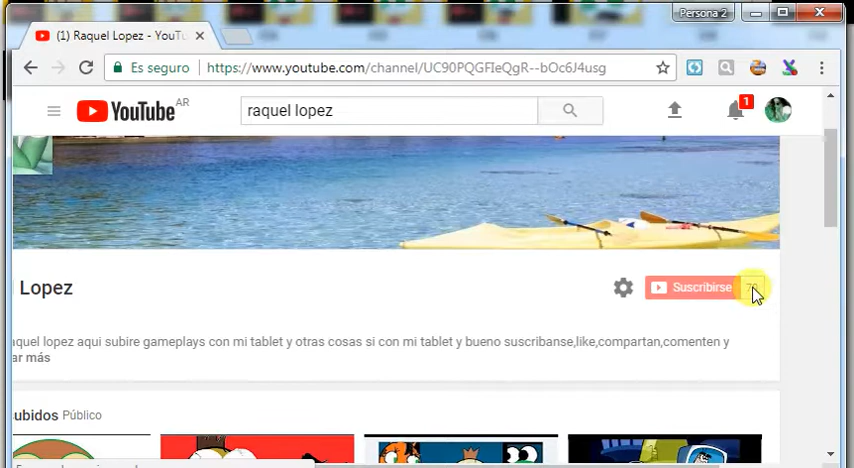 Persona 2
(1) Raquel Lopez - YouTu
Es seguro
https://www.youtube.com/channel/UC90PQGFIeQgR--bOc6J4usg
YouTube AR
raquel lopez
1
Lopez
Suscribirse
aquel lopez aqui subire gameplays con mi tablet y otras cosas si con mi tablet y bueno suscribanse,like,compartan,comenten y
ar más
subidos Público